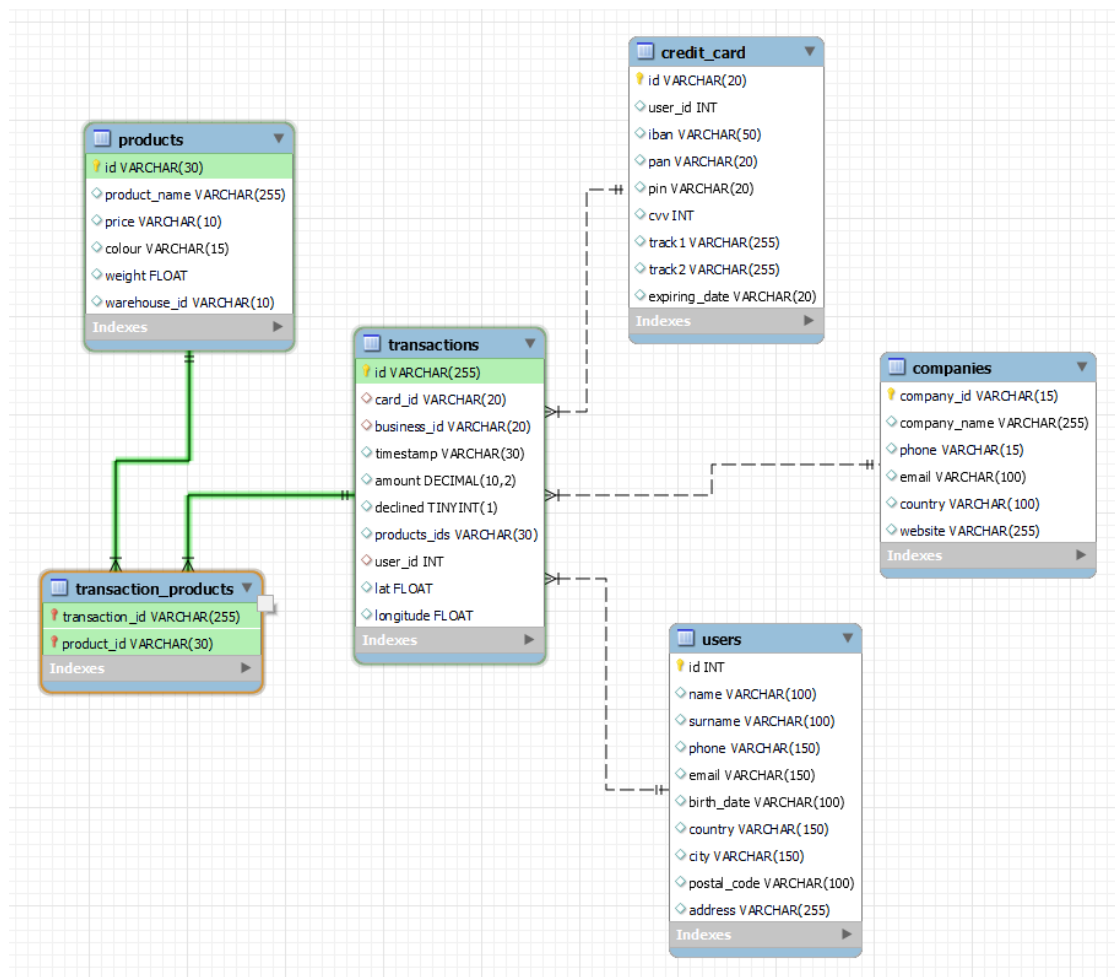 credit_card
id VARCHAR(20)
user_id INT
iban VARCHAR(50)
pan VARCHAR(20)
pin VARCHAR(20)
cvv INT
track1 VARCHAR(255)
track2 VARCHAR(255)
expiring_date VARCHAR(20)
Indexes
products
id VARCHAR(30)
product_name VARCHAR(255)
price VARCHAR(10)
colour VARCHAR(15)
weight FLOAT
warehouse_id VARCHAR(10)
Indexes
transactions
id VARCHAR(255)
card_id VARCHAR(20)
business_id VARCHAR(20)
timestamp VARCHAR(30)
amount DECIMAL(10,2)
declined TINYINT(1)
products_ids VARCHAR(30)
user_id INT
lat FLOAT
longitude FLOAT
Indexes
companies
company_id VARCHAR(15)
company_name VARCHAR(255)
phone VARCHAR(15)
email VARCHAR(100)
country VARCHAR(100)
website VARCHAR(255)
Indexes
transaction_products
transaction_id VARCHAR(255)
product_id VARCHAR(30)
Indexes
users
id INT
name VARCHAR(100)
surname VARCHAR(100)
phone VARCHAR(150)
email VARCHAR(150)
birth_date VARCHAR(100)
country VARCHAR(150)
city VARCHAR(150)
postal_code VARCHAR(100)
address VARCHAR(255)
Indexes